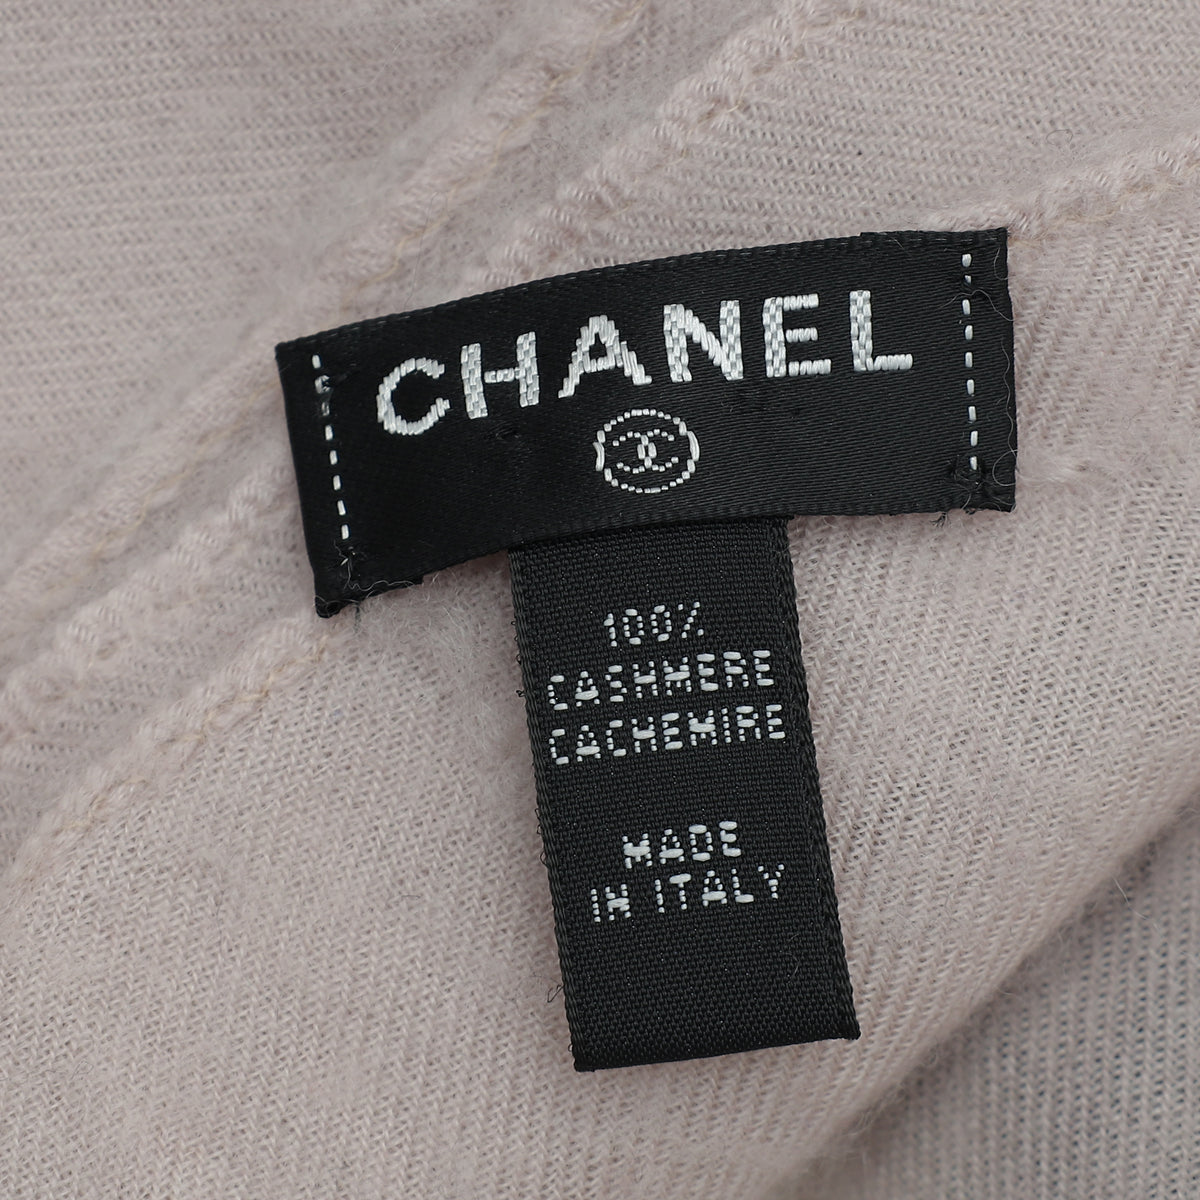 CHANEL
100%
CASHMERE
CACHEMIRE
MADE
IN ITALY